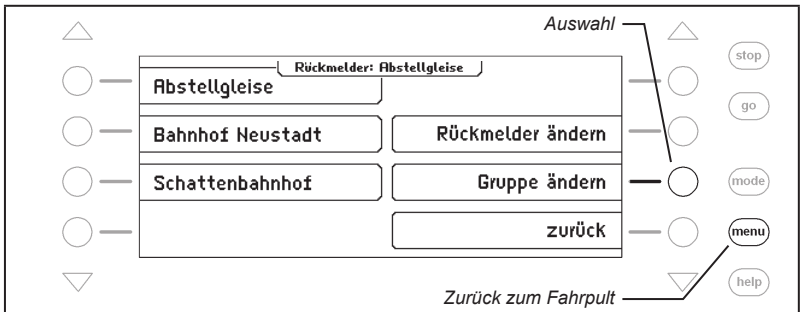 Auswahl
stop
Rückmelder: Abstellgleise
Abstellgleise
go
Bahnhof Neustadt
Rückmelder ändern
Schattenbahnhof
Gruppe ändern
mode
zurück
menu
help
Zurück zum Fahrpult